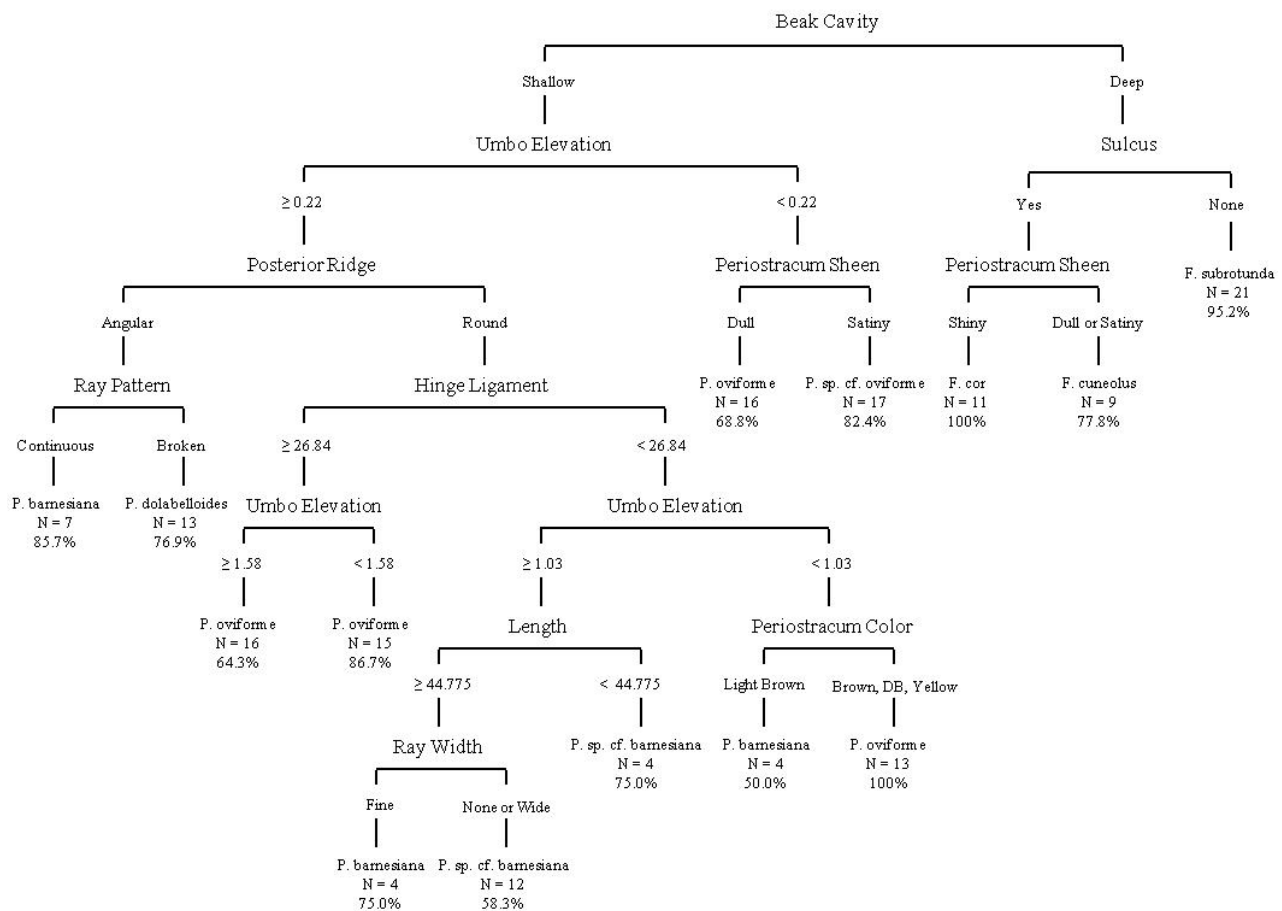 Beak Cavity
Shallow
Deep
Umbo Elevation
Sulcus
≥ 0.22
< 0.22
Yes
None
Posterior Ridge
Periostracum Sheen
Periostracum Sheen
F. subrotunda
N = 21
95.2%
Angular
Round
Dull
Satiny
Shiny
Dull or Satiny
Ray Pattern
Hinge Ligament
P. oviforme
N = 16
68.8%
P. sp. cf. oviforme
N = 17
82.4%
F. cor
N = 11
100%
F. cuneolus
N = 9
77.8%
Continuous
Broken
≥ 26.84
< 26.84
P. barnesiana
N = 7
85.7%
P. dolabelloides
N = 13
76.9%
Umbo Elevation
Umbo Elevation
≥ 1.58
< 1.58
≥ 1.03
< 1.03
P. oviforme
N = 16
64.3%
P. oviforme
N = 15
86.7%
Length
Periostracum Color
≥ 44.775
< 44.775
Light Brown
Brown, DB, Yellow
Ray Width
P. sp. cf. barnesiana
N = 4
75.0%
P. barnesiana
N = 4
50.0%
P. oviforme
N = 13
100%
Fine
None or Wide
P. barnesiana
N = 4
75.0%
P. sp. cf. barnesiana
N = 12
58.3%